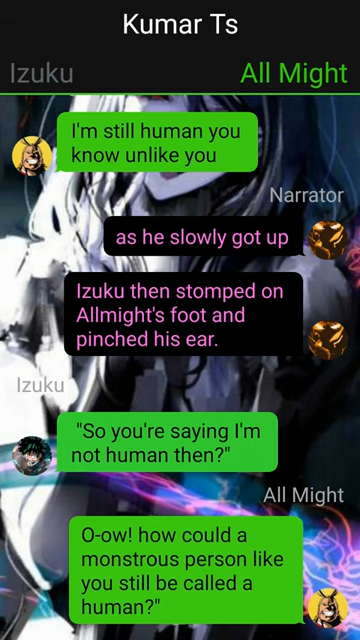 Kumar Ts
Izuku All Might
I'm still human you
know unlike you
Narrator
as he slowly got up
Izuku then stomped on
Allmight's foot and
pinched his ear.
Izuku
"So you're saying I'm
not human then?"
All Might
O-ow! how could a
monstrous person like
you still be called a
human?"